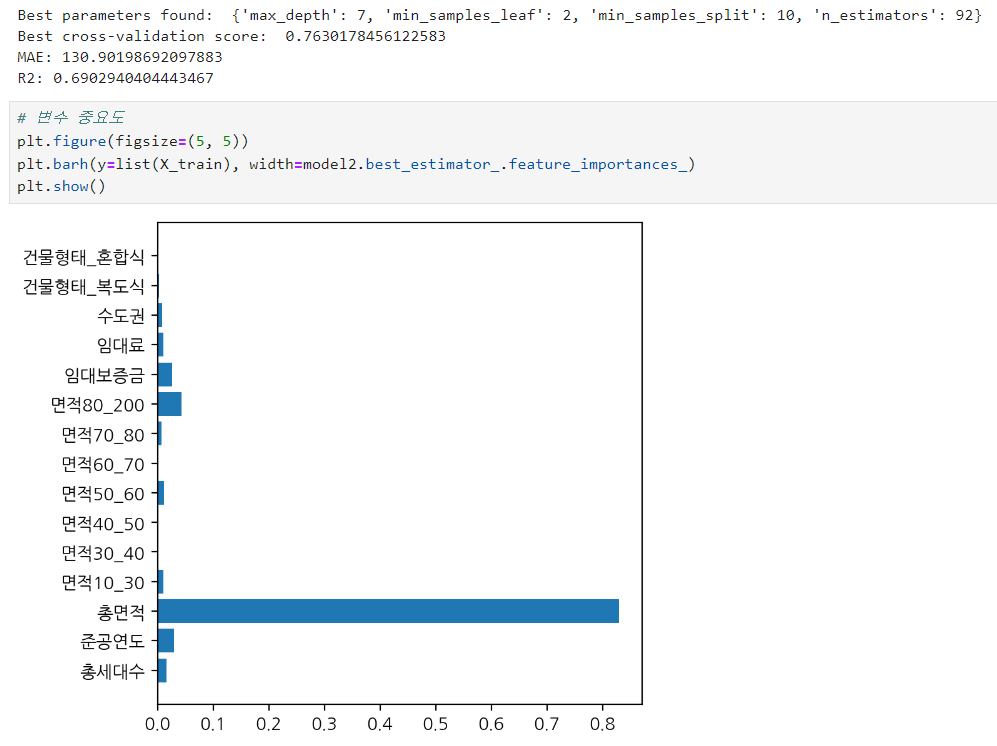 Best parameters found:  {'max_depth': 7, 'min_samples_leaf': 2, 'min_samples_split': 10, 'n_estimators': 92}
Best cross-validation score:  0.7630178456122583
MAE: 130.90198692097883
R2: 0.6902940404443467
# 변수 중요도
plt.figure(figsize=(5, 5))
plt.barh(y=list(X_train), width=model2.best_estimator_.feature_importances_)
plt.show()
건물형태_혼합식
건물형태_복도식
수도권
임대료
임대보증금
면적80_200
면적70_80
면적60_70
면적50_60
면적40_50
면적30_40
면적10_30
총면적
준공연도
총세대수
0.0 0.1 0.2 0.3 0.4 0.5 0.6 0.7 0.8